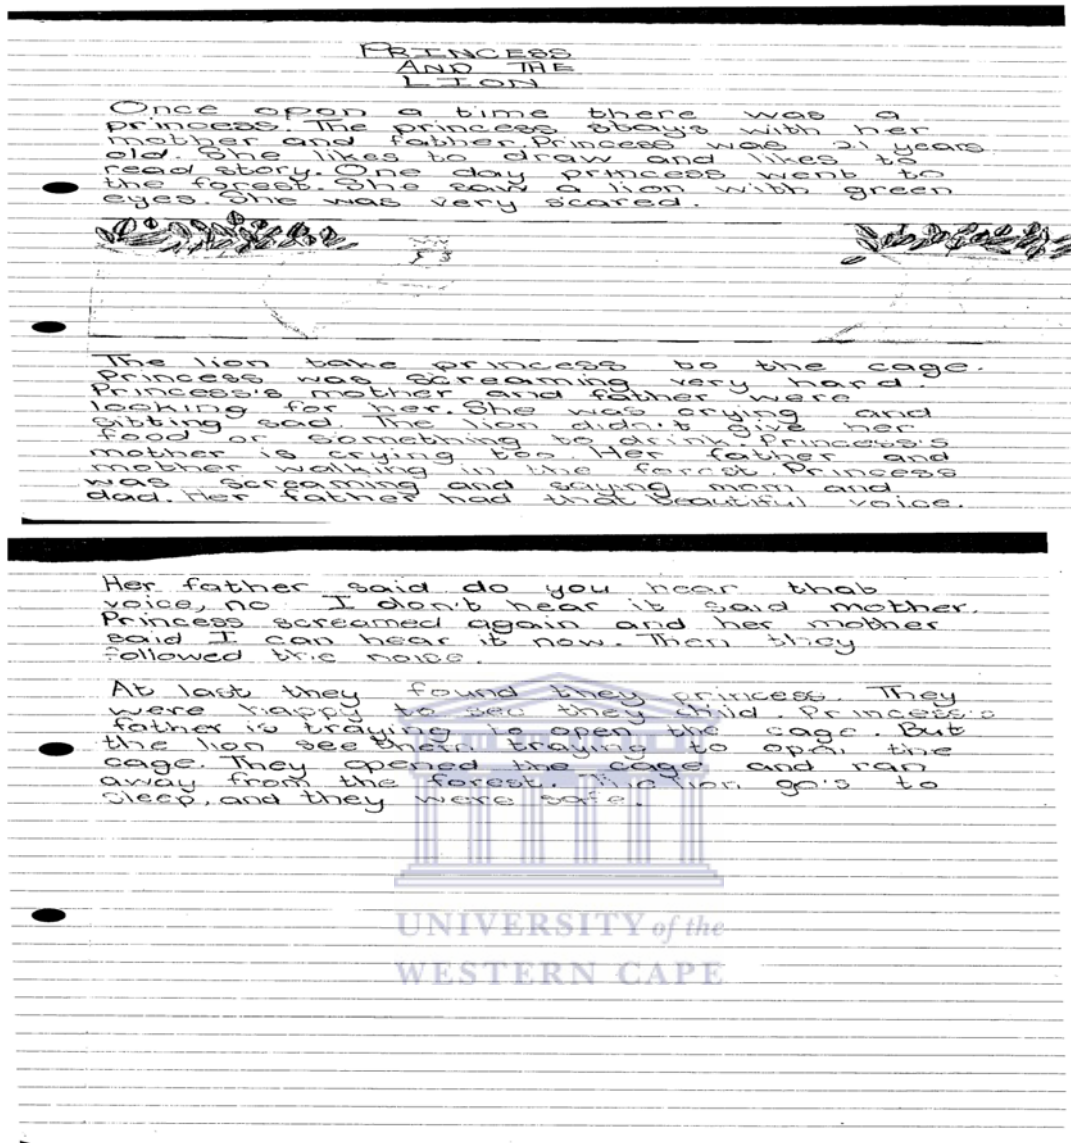 PRINCESS
AND THE
LION
Once opon a time there was a
princess. The princess stay's with her
mother and father. Princess was 21 years
old. She likes to draw and likes to
read story. One day princess went to
the forest. She saw a lion with green
eyes. She was very scared.
The lion take princess to the cage.
Princess was screaming very hard.
Princess's mother and father were
looking for her. She was crying and
sitting sad. The lion didn't give her
food or something to drink. Princess's
mother is crying too. Her father and
mother walking in the forest. Princess
was screaming and saying mom and
dad. Her father had that beautiful voice.
Her father said do you hear that
voice, no I don't hear it said mother.
Princess screamed again and her mother
said I can hear it now. Then they
followed the noise.
At last they found they princess. They
were happy to see they child. Princess's
father is traying to open the cage. But
the lion see them traying to open the
cage. They opened the cage and ran
away from the forest. The lion go's to
sleep, and they were safe.
UNIVERSITY of the
WESTERN CAPE